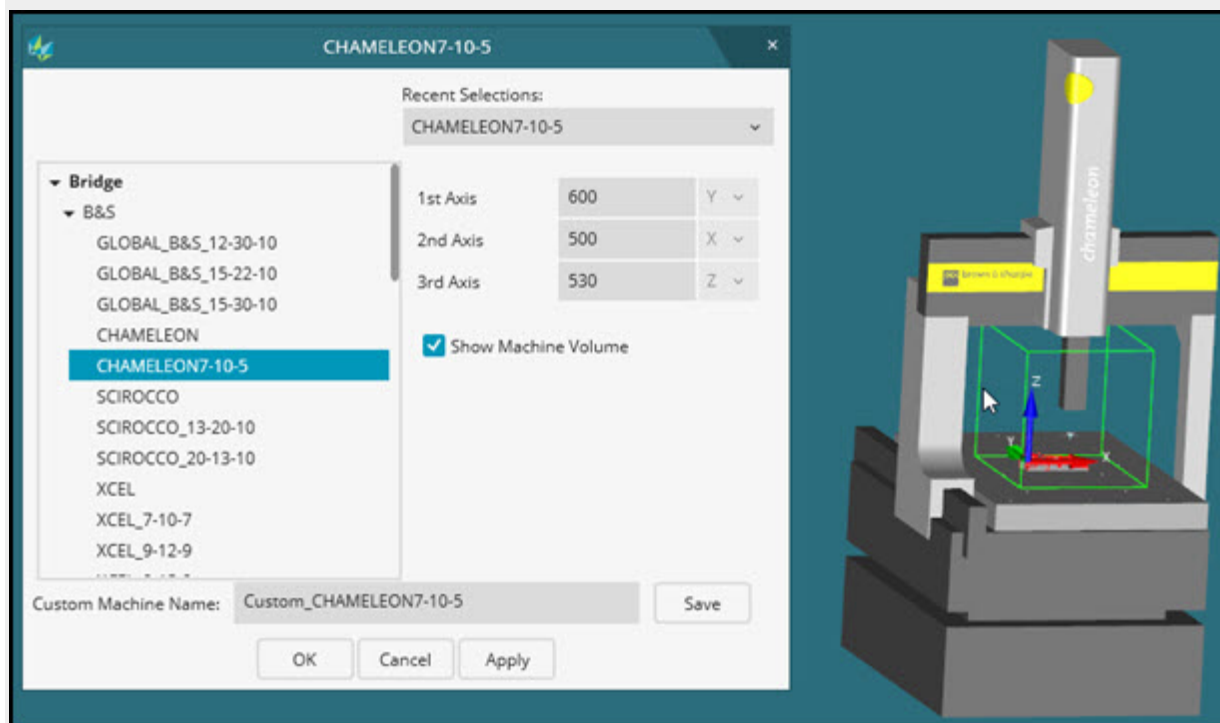 CHAMELEON7-10-5
Recent Selections:
CHAMELEON7-10-5
Bridge
B&S
GLOBAL_B&S_12-30-10
GLOBAL_B&S_15-22-10
GLOBAL_B&S_15-30-10
CHAMELEON
CHAMELEON7-10-5
SCIROCCO
SCIROCCO_13-20-10
SCIROCCO_20-13-10
XCEL
XCEL_7-10-7
XCEL_9-12-9
1st Axis 600 Y
2nd Axis 500 X
3rd Axis 530 Z
Show Machine Volume
Custom Machine Name: Custom_CHAMELEON7-10-5 Save
OK Cancel Apply
chameleon
brown & sharpe
Z
Y
X